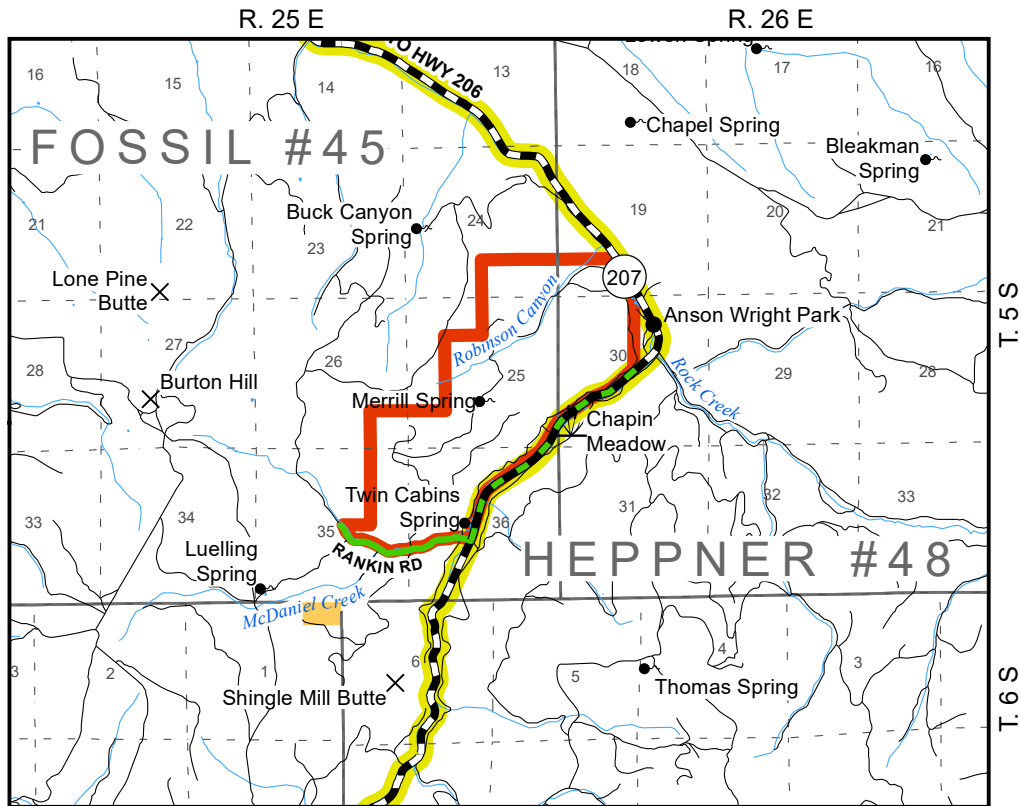 R. 25 E
R. 26 E
TO HWY 206
Lowen Spring
16
15
14
13
18
17
16
Chapel Spring
FOSSIL #45
Bleakman
Spring
Buck Canyon
Spring
21
22
23
24
19
20
21
Lone Pine
Butte
207
T. 5 S
Robinson Canyon
Anson Wright Park
28
27
26
25
30
29
28
Burton Hill
Rock Creek
Merrill Spring
Chapin
Meadow
Twin Cabins
Spring
33
34
35
36
31
32
33
Luelling
Spring
RANKIN RD
HEPPNER #48
McDaniel Creek
3
2
1
6
5
4
3
Shingle Mill Butte
Thomas Spring
T. 6 S